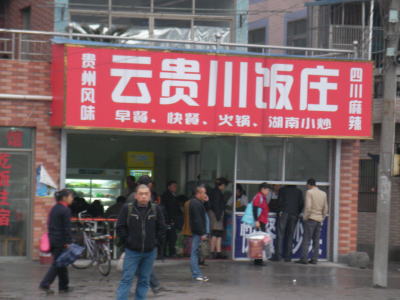 贵州风味
云贵川饭庄
四川麻辣
早餐、快餐、火锅、湖南小炒